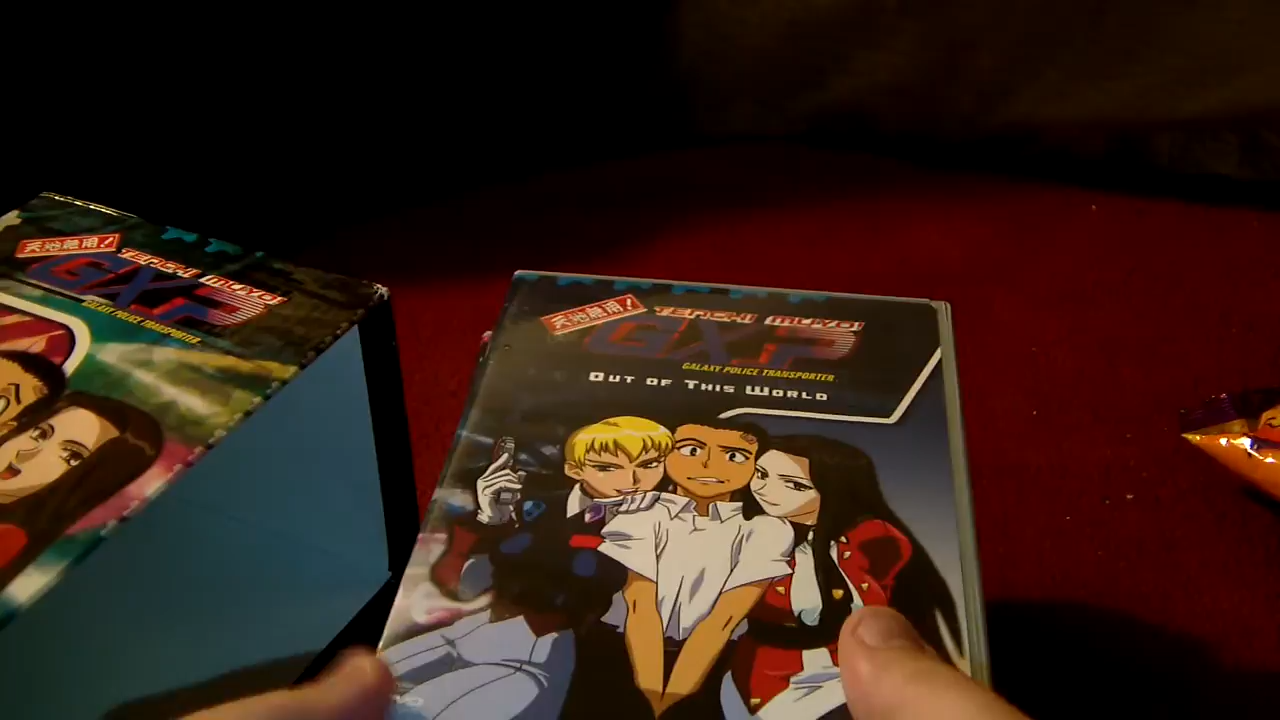 天地無用!
TENCHI MUYO!
GXP
GALAXY POLICE TRANSPORTER
天地無用!
TENCHI MUYO!
GXP
GALAXY POLICE TRANSPORTER
OUT OF THIS WORLD